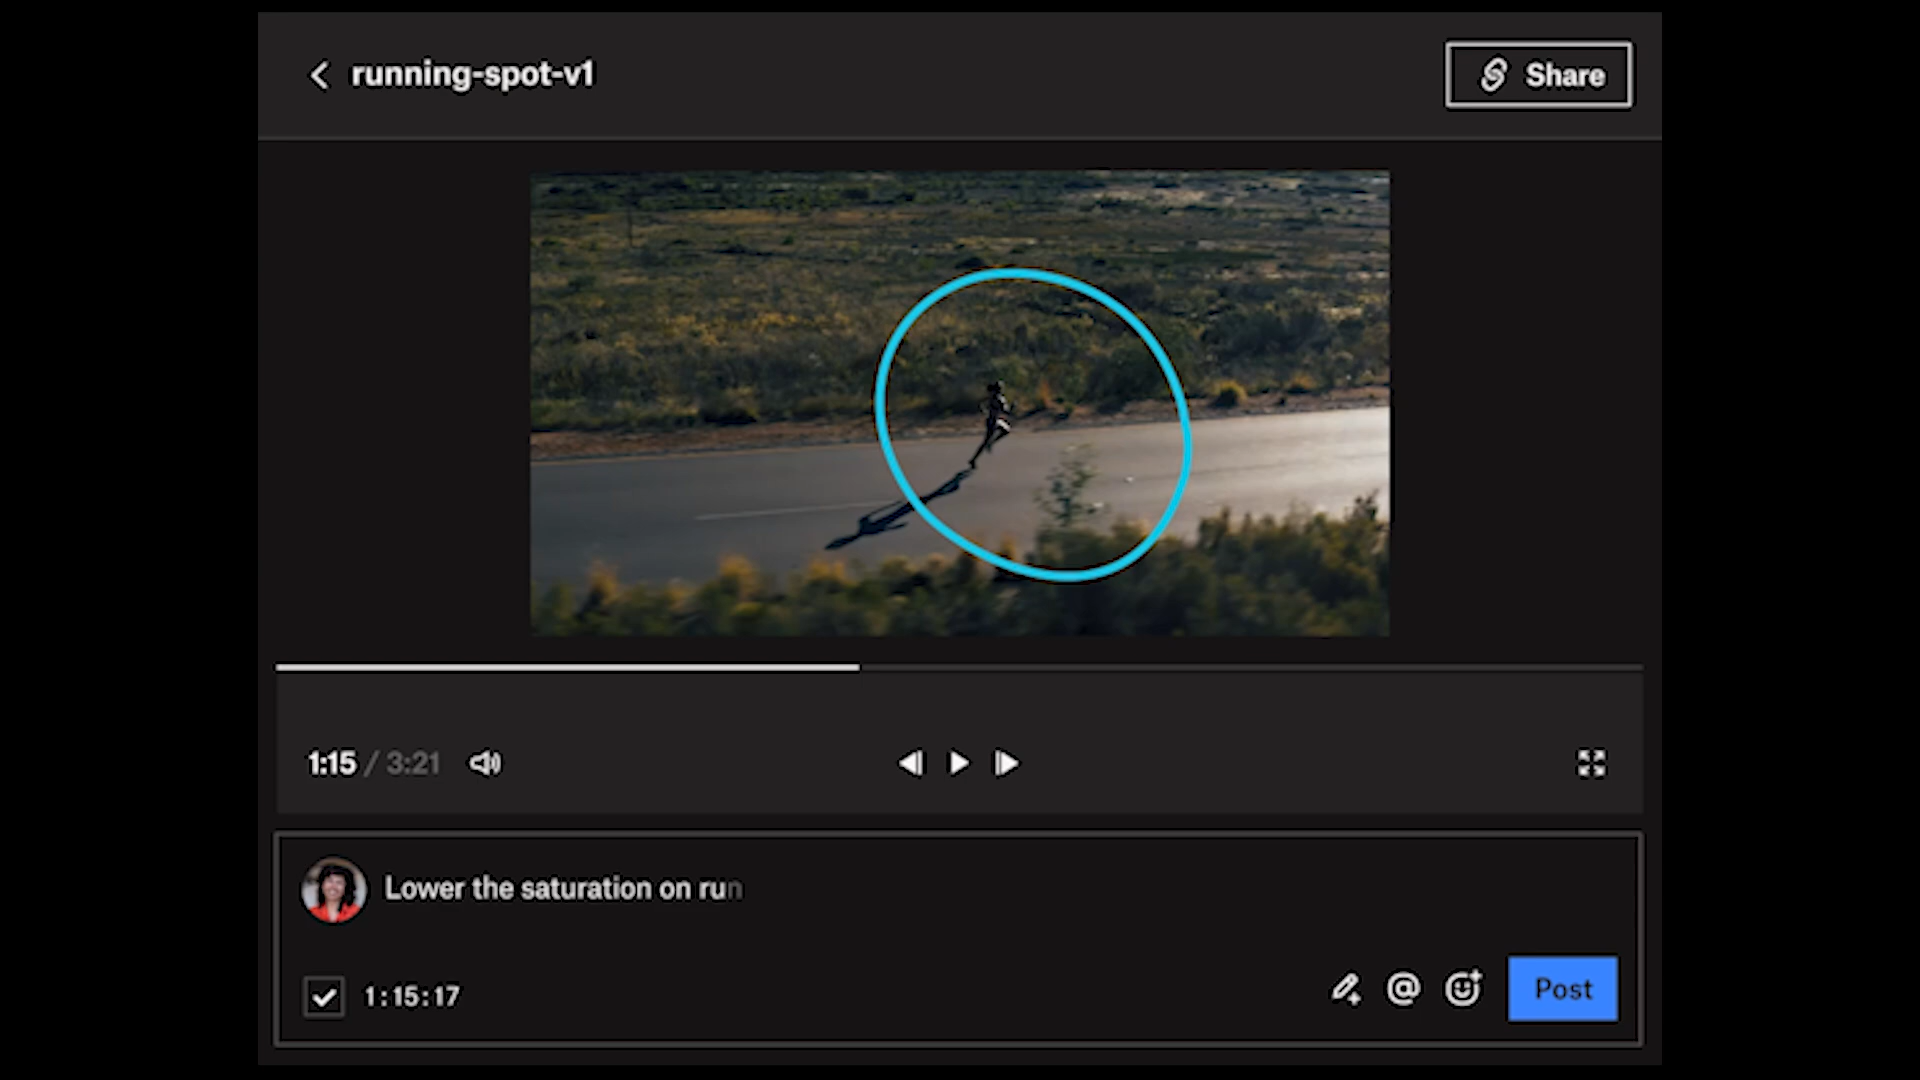 running-spot-v1
Share
1:15 / 3:21
Lower the saturation on run
1:15:17
@
Post